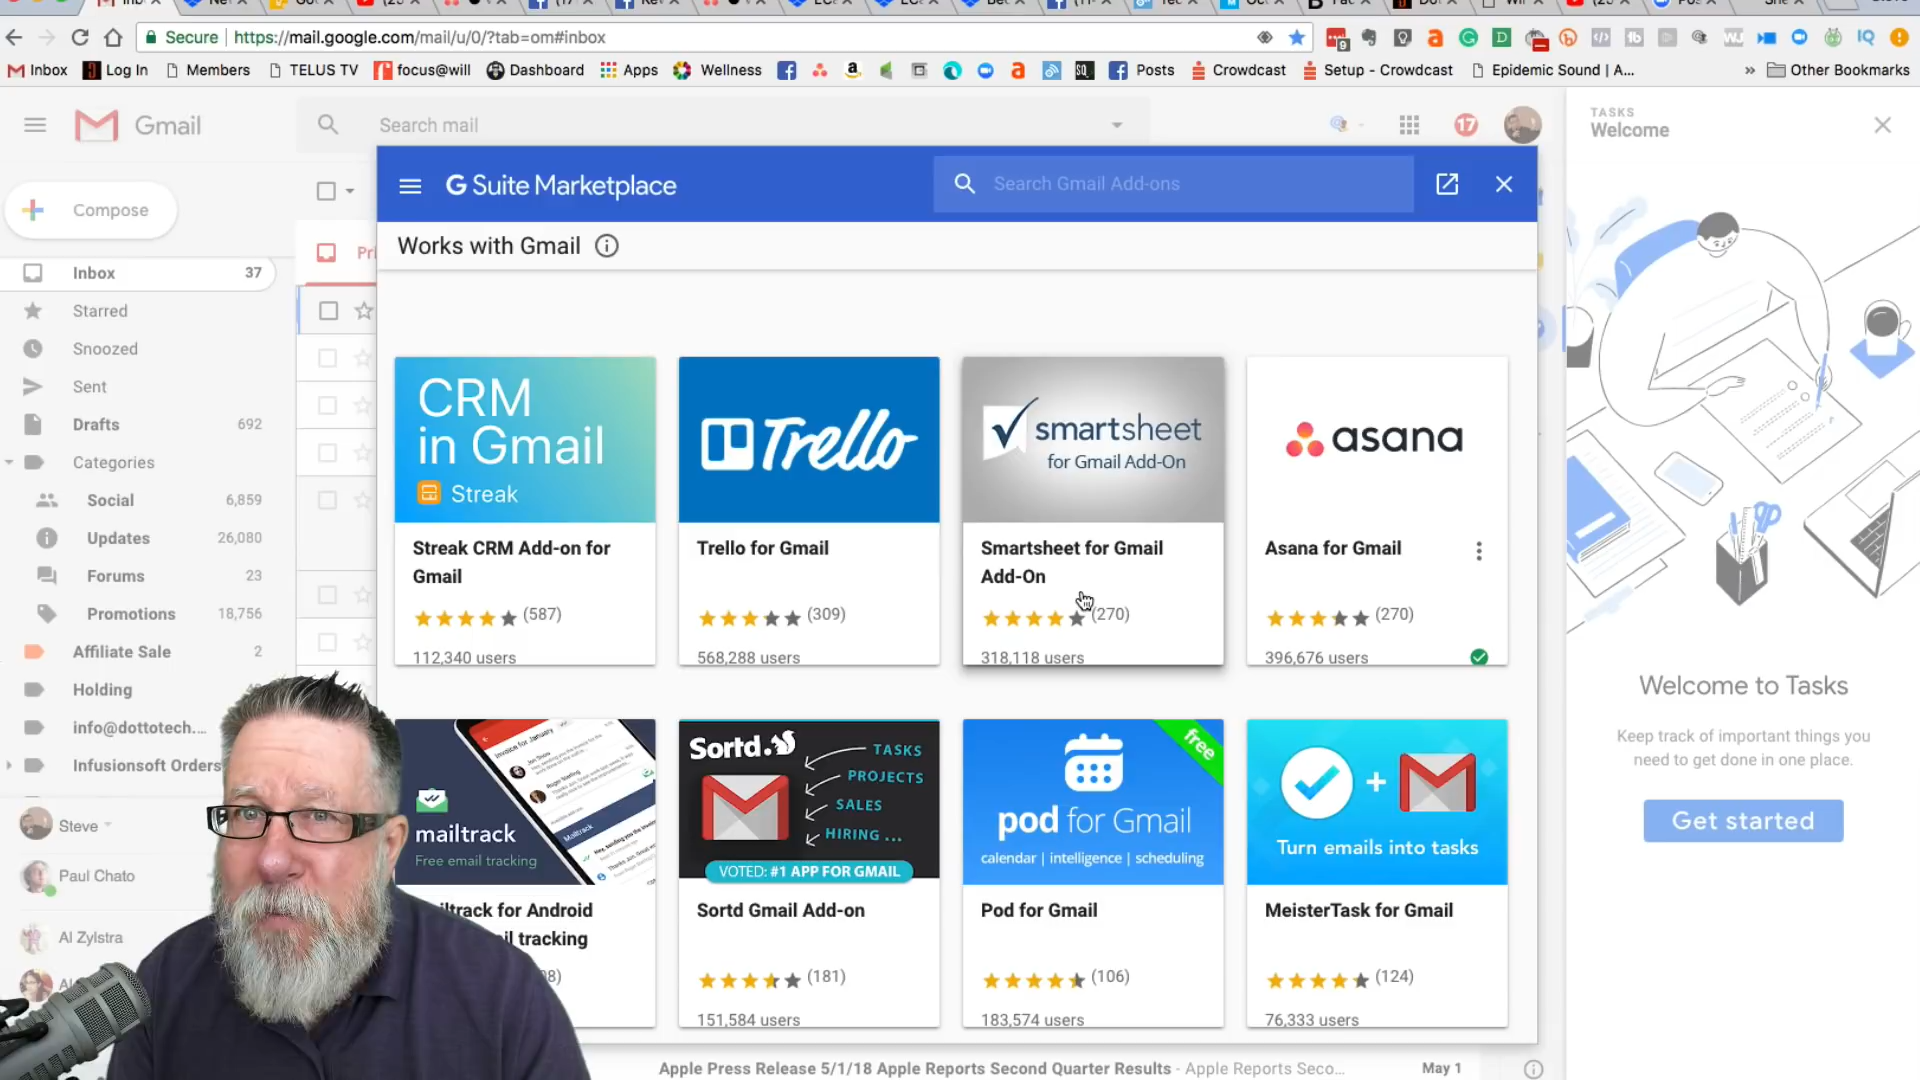 Secure | https://mail.google.com/mail/u/0/?tab=om#inbox
Inbox Log In Members TELUS TV focus@will Dashboard Apps Wellness Posts Crowdcast Setup - Crowdcast Epidemic Sound | A... » Other Bookmarks
Gmail
Search mail
17
TASKS
Welcome
G Suite Marketplace
Search Gmail Add-ons
Compose
Works with Gmail
Inbox 37
Starred
Snoozed
Sent
Drafts 692
Categories
Social 6,859
Updates 26,080
Forums 23
Promotions 18,756
Affiliate Sale 2
Holding
info@dottotech....
Infusionsoft Orders
Steve
Paul Chato
Al Zylstra
CRM
in Gmail
Streak
Streak CRM Add-on for
Gmail
(587)
112,340 users
Trello
Trello for Gmail
(309)
568,288 users
smartsheet
for Gmail Add-On
Smartsheet for Gmail
Add-On
(270)
318,118 users
asana
Asana for Gmail
(270)
396,676 users
Invoice for January
mailtrack
Free email tracking
Mailtrack
track for Android
tracking
Sortd.
TASKS
PROJECTS
SALES
HIRING ...
VOTED: #1 APP FOR GMAIL
Sortd Gmail Add-on
(181)
151,584 users
free
pod for Gmail
calendar | intelligence | scheduling
Pod for Gmail
(106)
183,574 users
+
Turn emails into tasks
MeisterTask for Gmail
(124)
76,333 users
Welcome to Tasks
Keep track of important things you
need to get done in one place.
Get started
Apple Press Release 5/1/18 Apple Reports Second Quarter Results - Apple Reports Seco... May 1